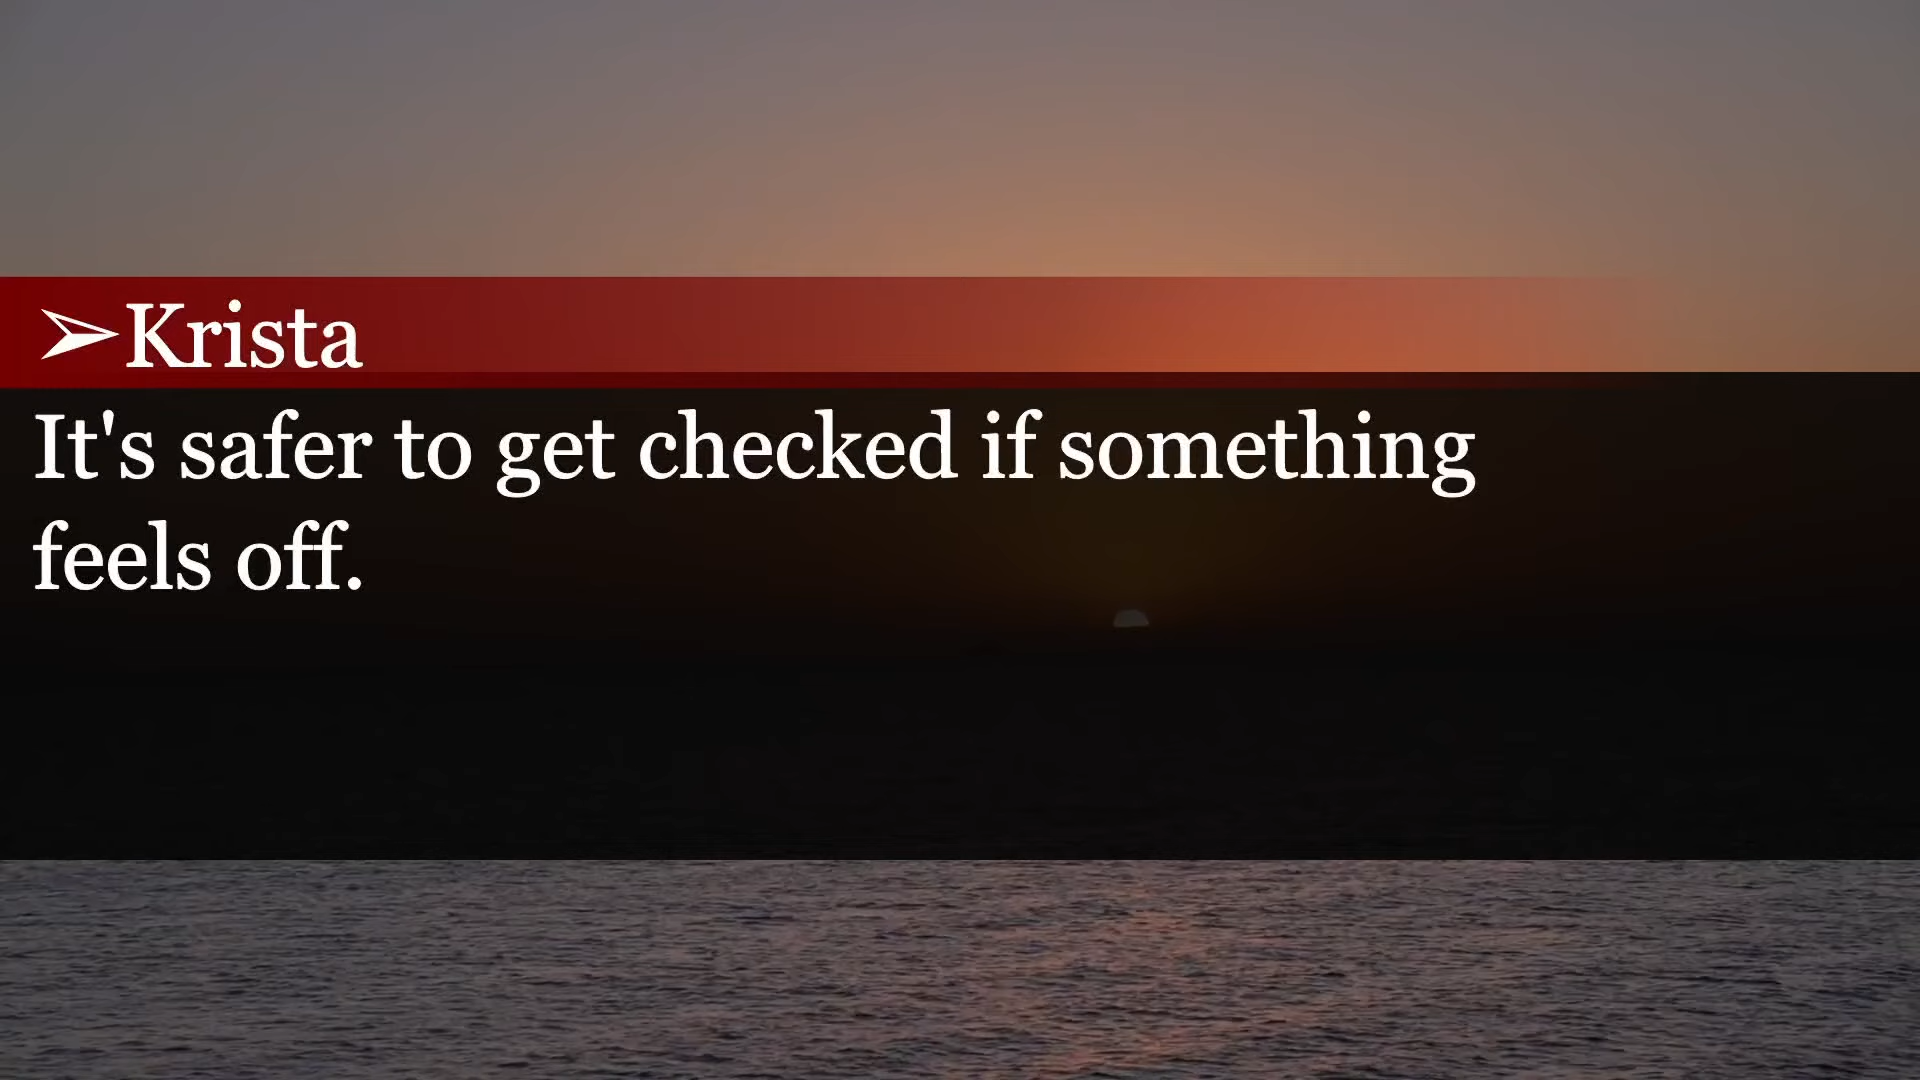 ➢Krista
It's safer to get checked if something
feels off.